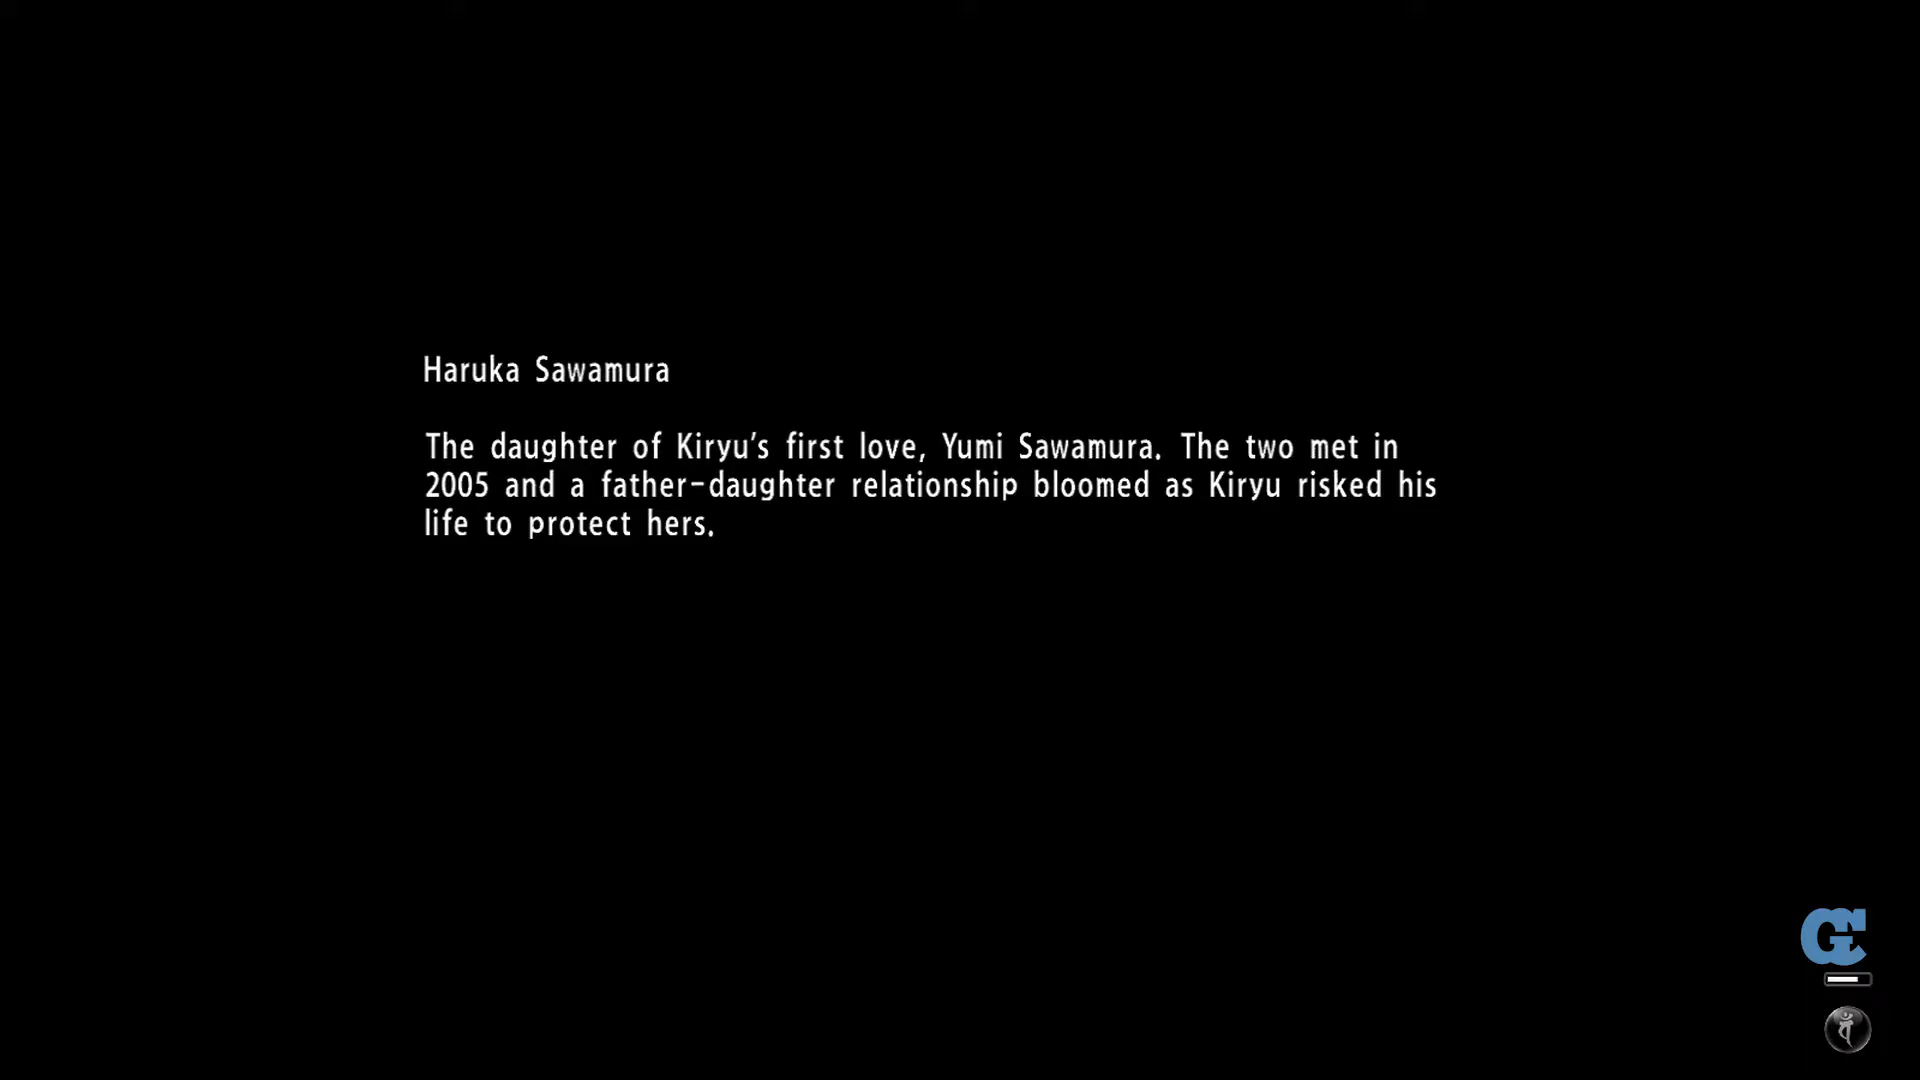 Haruka Sawamura
The daughter of Kiryu's first love, Yumi Sawamura. The two met in
2005 and a father-daughter relationship bloomed as Kiryu risked his
life to protect hers.
GC